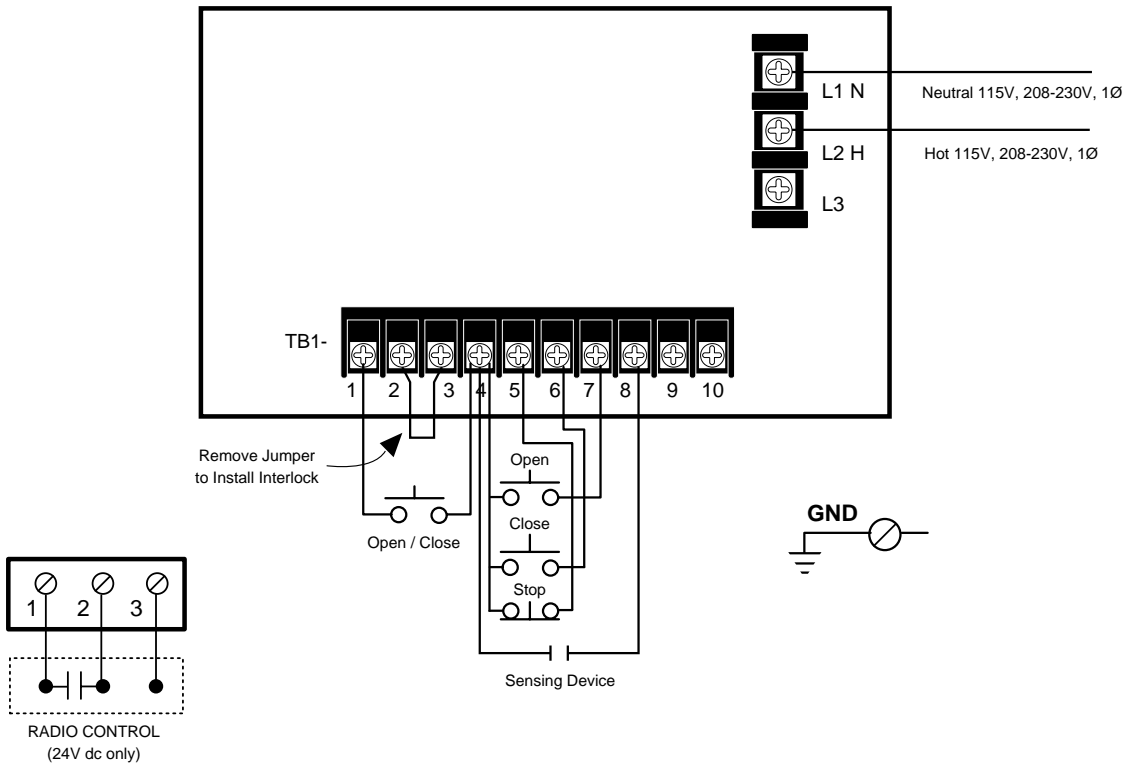 L1 N
Neutral 115V, 208-230V, 1Ø
L2 H
Hot 115V, 208-230V, 1Ø
L3
TB1-
1 2 3 4 5 6 7 8 9 10
Remove Jumper
to Install Interlock
Open / Close
Open
Close
Stop
Sensing Device
GND
1 2 3
RADIO CONTROL
(24V dc only)